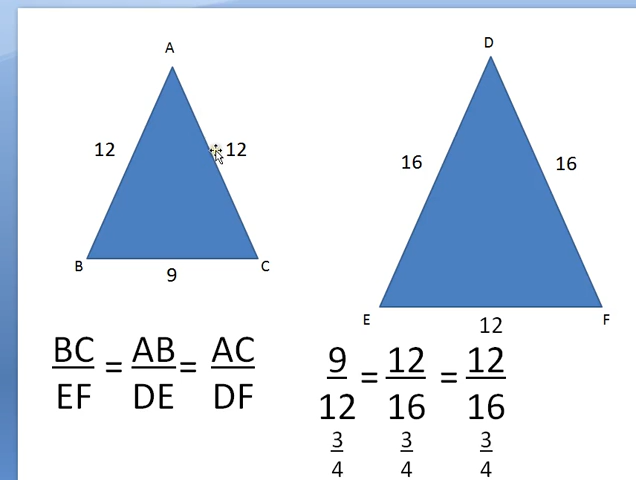 A
D
12
12
16
16
B
9
C
E
12
F
BC/EF = AB/DE = AC/DF
9/12 = 12/16 = 12/16
3/4 3/4 3/4